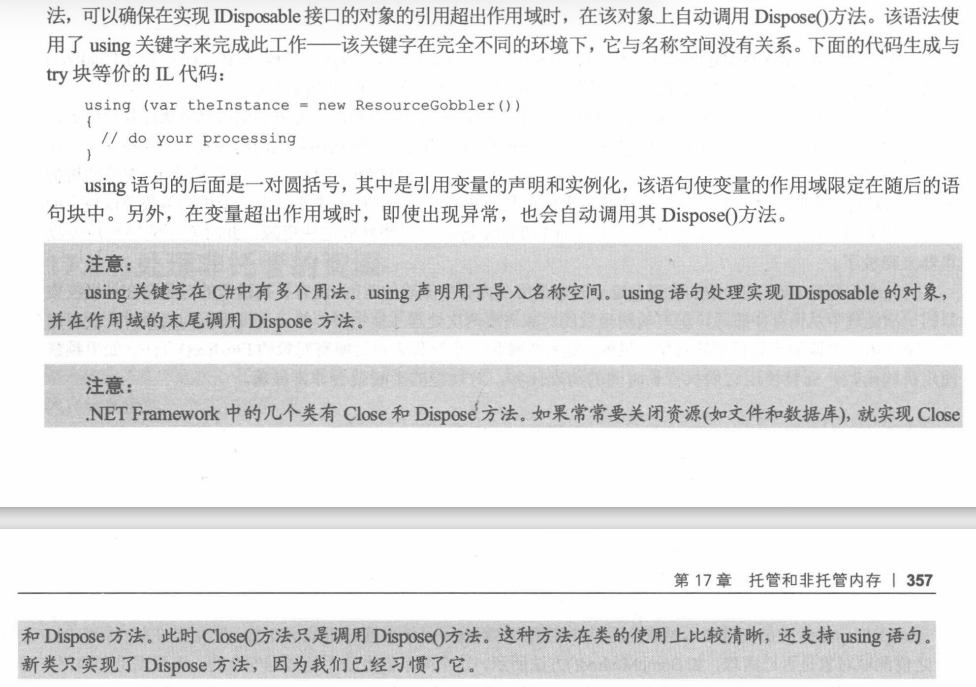 法，可以确保在实现 IDisposable 接口的对象的引用超出作用域时，在该对象上自动调用 Dispose()方法。该语法使
用了 using 关键字来完成此工作——该关键字在完全不同的环境下，它与名称空间没有关系。下面的代码生成与
try 块等价的 IL 代码：
using (var theInstance = new ResourceGobbler())
{
// do your processing
}
using 语句的后面是一对圆括号，其中是引用变量的声明和实例化，该语句使变量的作用域限定在随后的语
句块中。另外，在变量超出作用域时，即使出现异常，也会自动调用其 Dispose()方法。
注意：
using 关键字在 C#中有多个用法。using 声明用于导入名称空间。using 语句处理实现 IDisposable 的对象，
并在作用域的末尾调用 Dispose 方法。
注意：
.NET Framework 中的几个类有 Close 和 Dispose 方法。如果常常要关闭资源(如文件和数据库)，就实现 Close
第 17 章 托管和非托管内存 | 357
和 Dispose 方法。此时 Close()方法只是调用 Dispose()方法。这种方法在类的使用上比较清晰，还支持 using 语句。
新类只实现了 Dispose 方法，因为我们已经习惯了它。